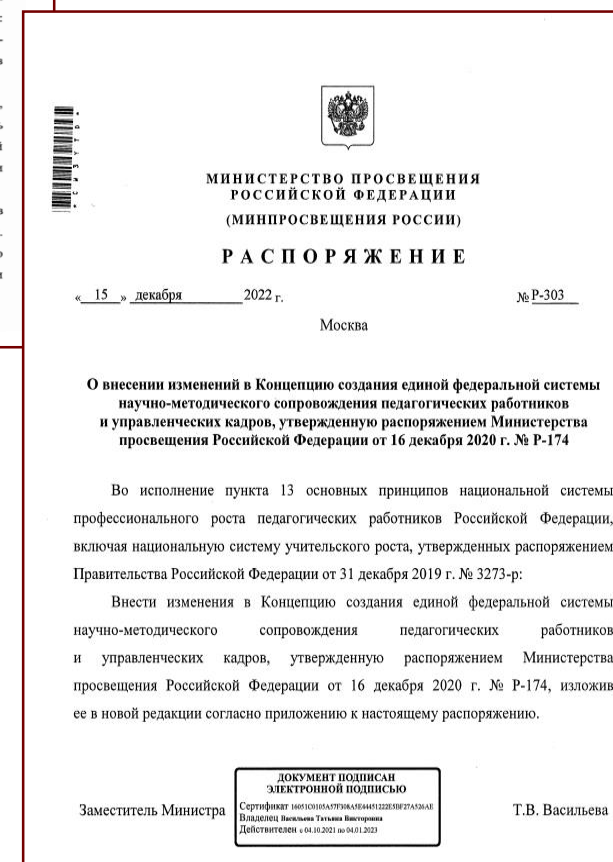 МИНИСТЕРСТВО ПРОСВЕЩЕНИЯ
РОССИЙСКОЙ ФЕДЕРАЦИИ
(МИНПРОСВЕЩЕНИЯ РОССИИ)
РАСПОРЯЖЕНИЕ
« 15 » декабря 2022 г. № Р-303
Москва
О внесении изменений в Концепцию создания единой федеральной системы
научно-методического сопровождения педагогических работников
и управленческих кадров, утвержденную распоряжением Министерства
просвещения Российской Федерации от 16 декабря 2020 г. № Р-174
Во исполнение пункта 13 основных принципов национальной системы
профессионального роста педагогических работников Российской Федерации,
включая национальную систему учительского роста, утвержденных распоряжением
Правительства Российской Федерации от 31 декабря 2019 г. № 3273-р:
Внести изменения в Концепцию создания единой федеральной системы
научно-методического сопровождения педагогических работников
и управленческих кадров, утвержденную распоряжением Министерства
просвещения Российской Федерации от 16 декабря 2020 г. № Р-174, изложив
ее в новой редакции согласно приложению к настоящему распоряжению.
ДОКУМЕНТ ПОДПИСАН
ЭЛЕКТРОННОЙ ПОДПИСЬЮ
Сертификат
Владелец Васильева Татьяна Викторовна
Действителен с 04.10.2021 по 04.01.2023
Заместитель Министра
Т.В. Васильева